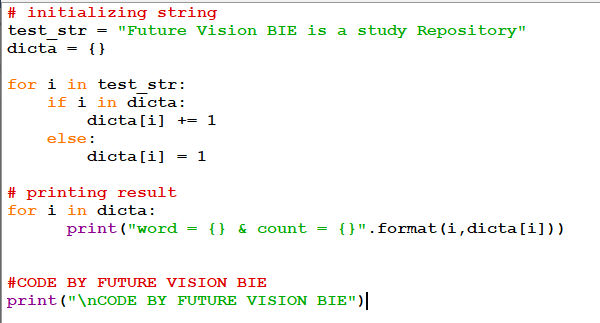 # initializing string
test_str = "Future Vision BIE is a study Repository"
dicta = {}
for i in test_str:
    if i in dicta:
        dicta[i] += 1
    else:
        dicta[i] = 1
# printing result
for i in dicta:
      print("word = {} & count = {}".format(i,dicta[i]))
#CODE BY FUTURE VISION BIE
print("\nCODE BY FUTURE VISION BIE")